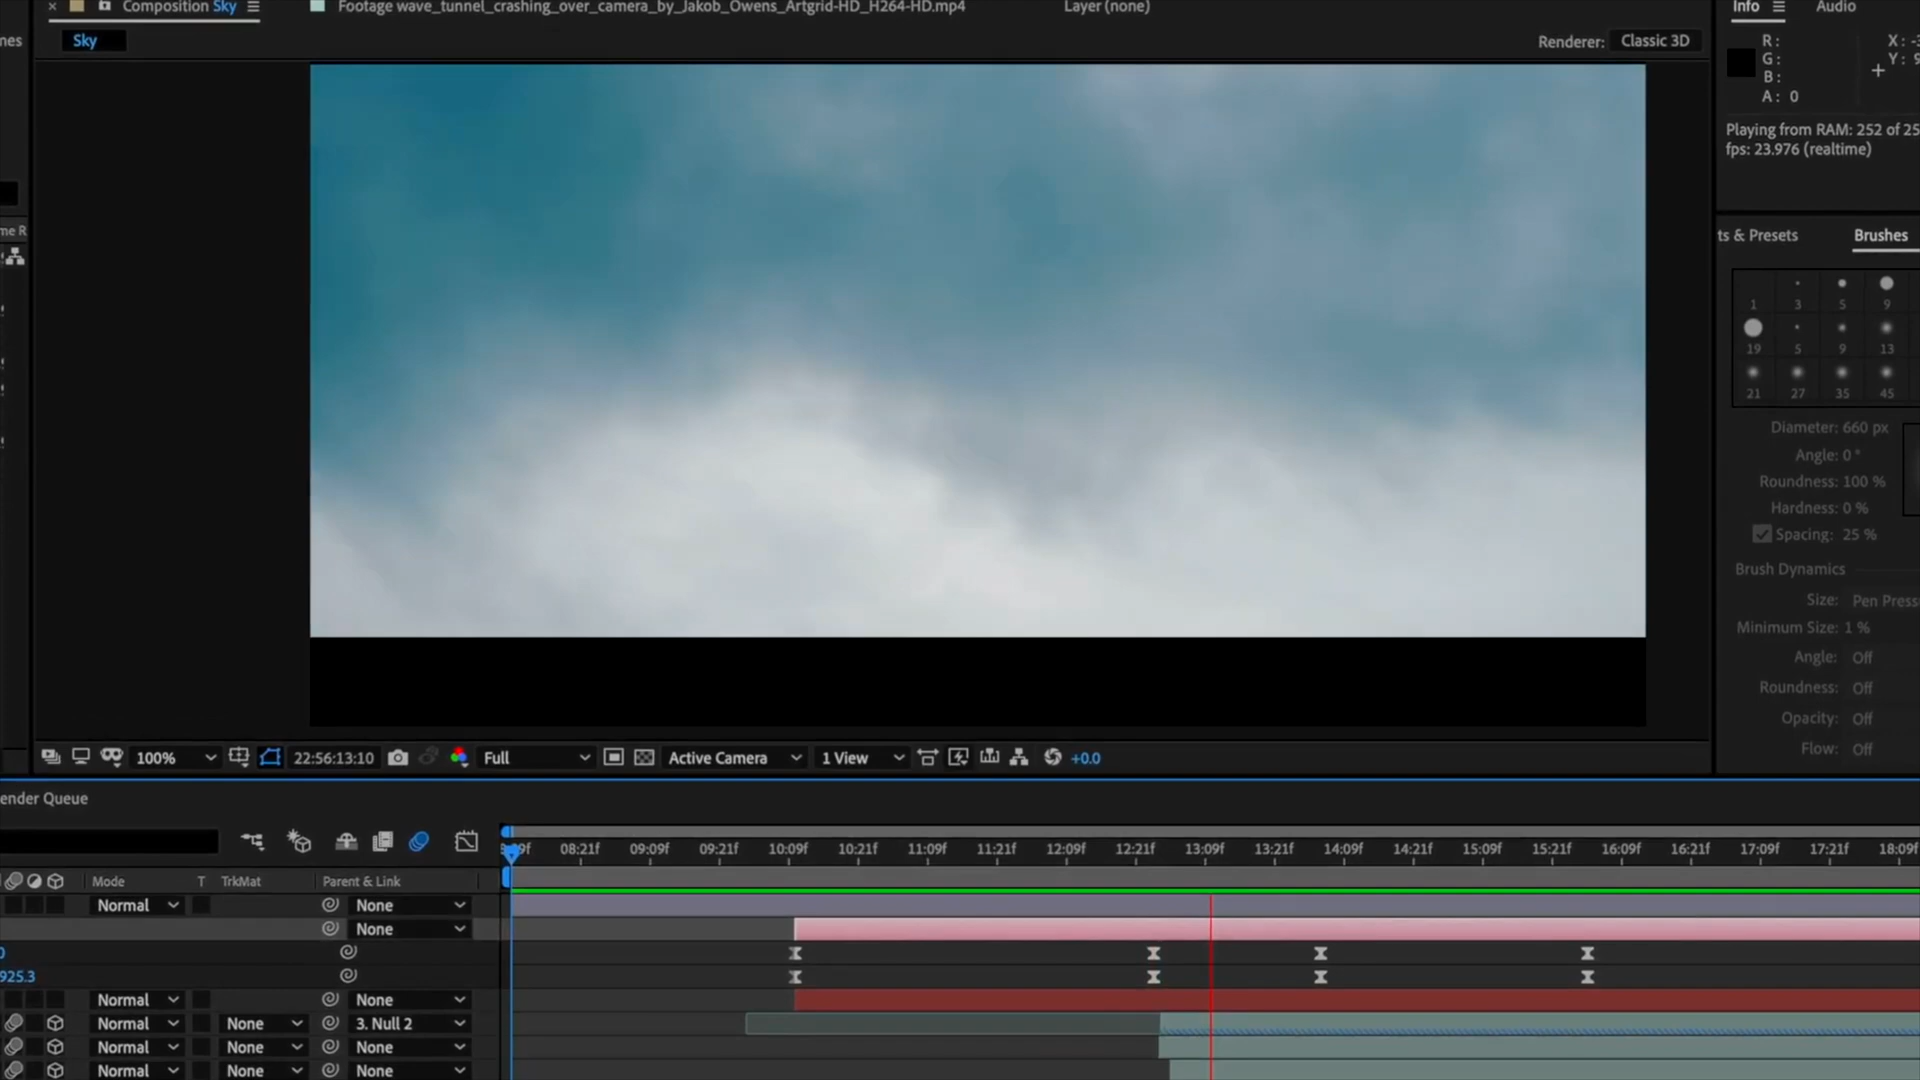 Composition Sky
Footage wave_tunnel_crashing_over_camera_by_Jakob_Owens_Artgrid-HD_H264-HD.mp4
Layer (none)
Info
Audio
Sky
Renderer: Classic 3D
R:
G:
B:
A: 0
X: -3
Y: 9
Playing from RAM: 252 of 25
fps: 23.976 (realtime)
me R
ts & Presets
Brushes
1 3 5 9
19 5 9 13
21 27 35 45
Diameter: 660 px
Angle: 0 °
Roundness: 100 %
Hardness: 0 %
Spacing: 25 %
Brush Dynamics
Size: Pen Press
Minimum Size: 1 %
Angle: Off
Roundness: Off
Opacity: Off
Flow: Off
100%
22:56:13:10
Full
Active Camera
1 View
+0.0
ender Queue
08:21f 09:09f 09:21f 10:09f 10:21f 11:09f 11:21f 12:09f 12:21f 13:09f 13:21f 14:09f 14:21f 15:09f 15:21f 16:09f 16:21f 17:09f 17:21f 18:09f
Mode T TrkMat Parent & Link
Normal None
None
0
925.3
Normal None
Normal None 3. Null 2
Normal None None
Normal None None